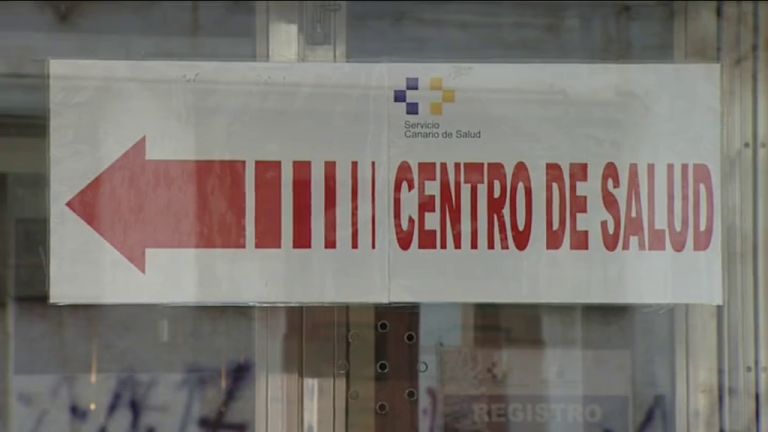 Servicio
Canario de Salud
CENTRO DE SALUD
REGISTRO